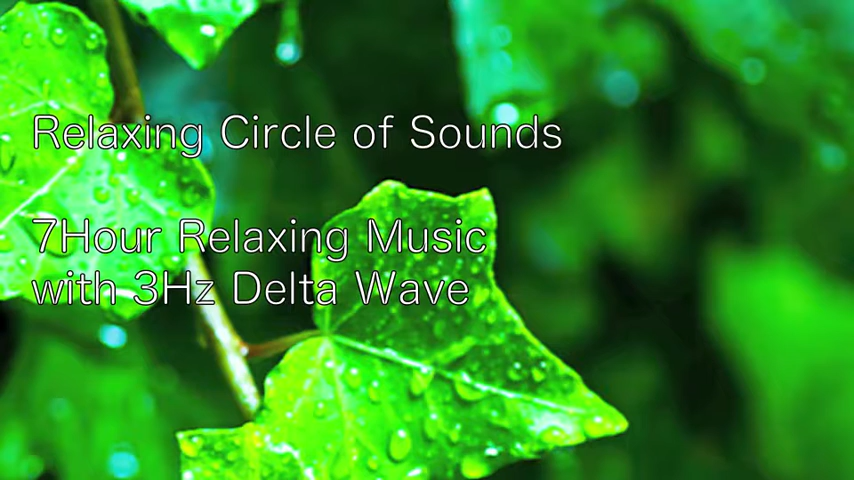 Relaxing Circle of Sounds
7Hour Relaxing Music
with 3Hz Delta Wave